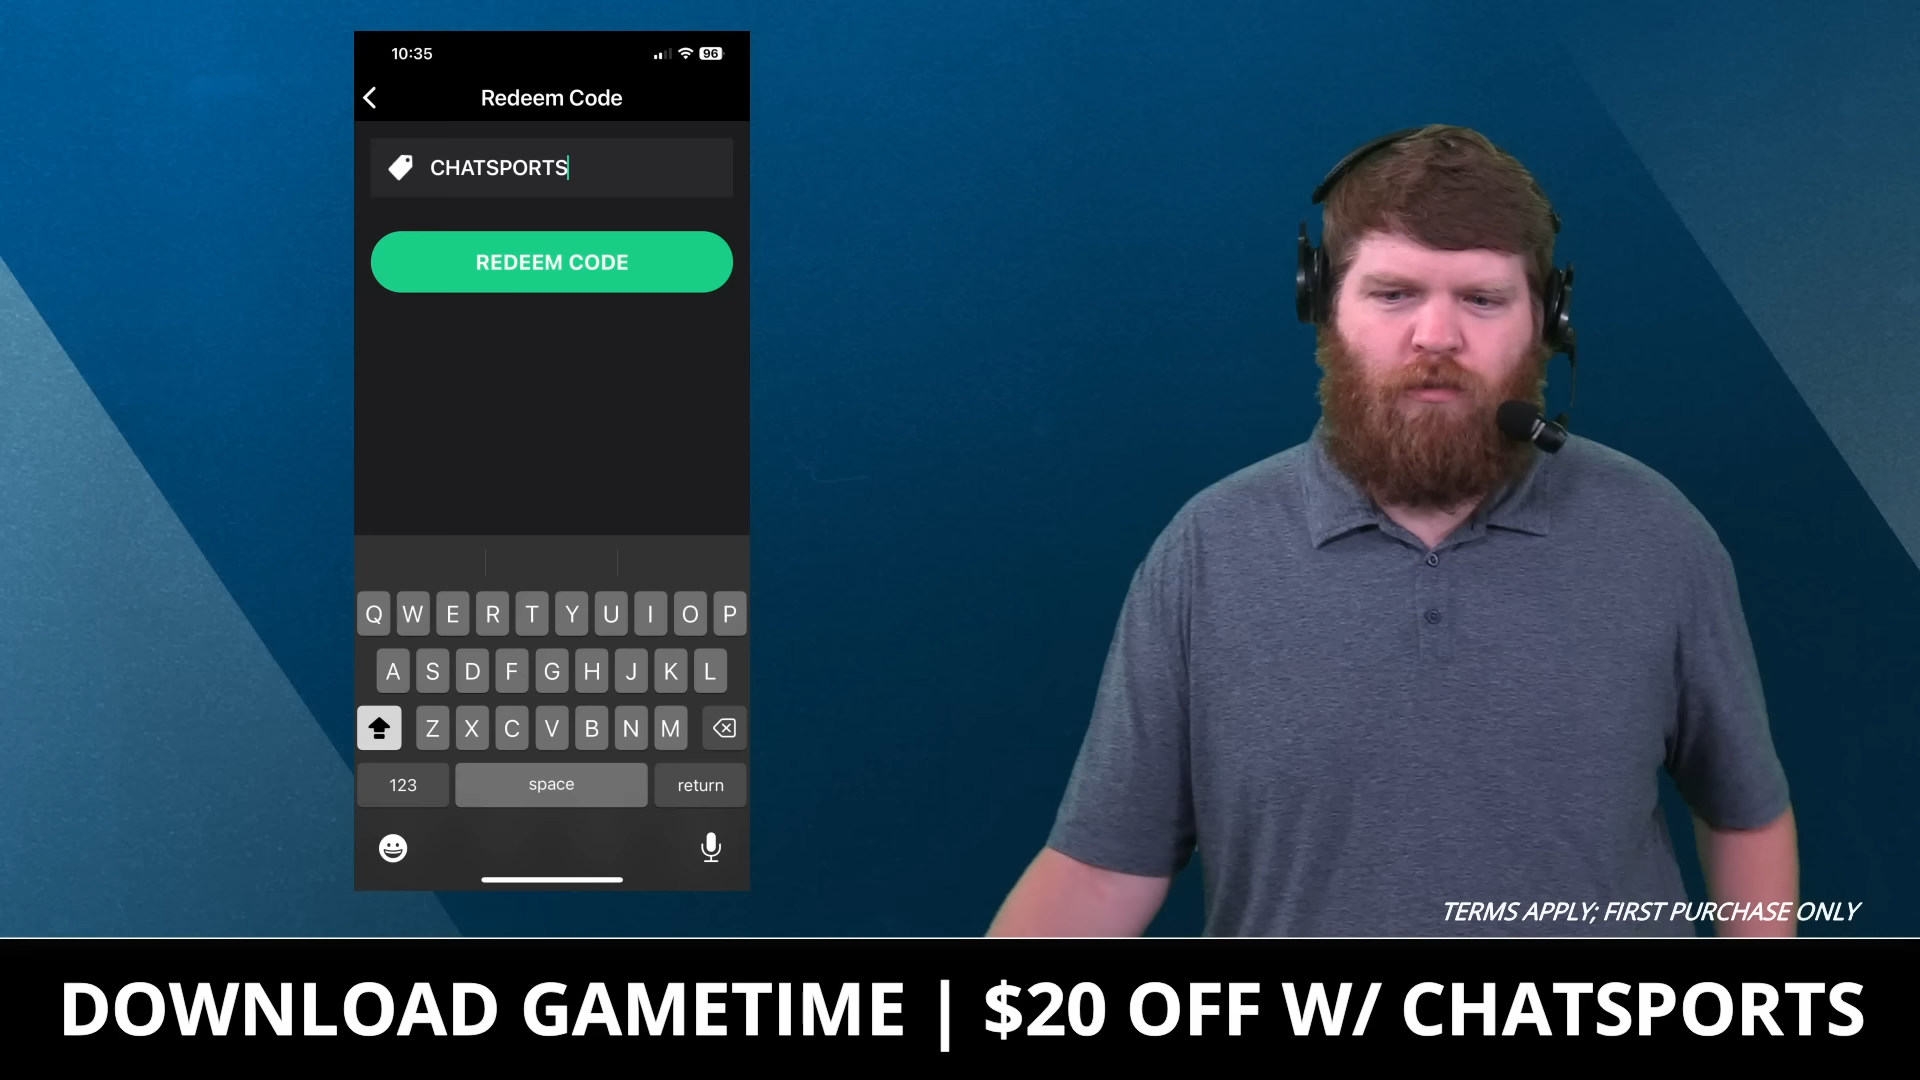 10:35
96
Redeem Code
CHATSPORTS
REDEEM CODE
Q W E R T Y U I O P
A S D F G H J K L
Z X C V B N M
123 space return
TERMS APPLY; FIRST PURCHASE ONLY
DOWNLOAD GAMETIME | $20 OFF W/ CHATSPORTS